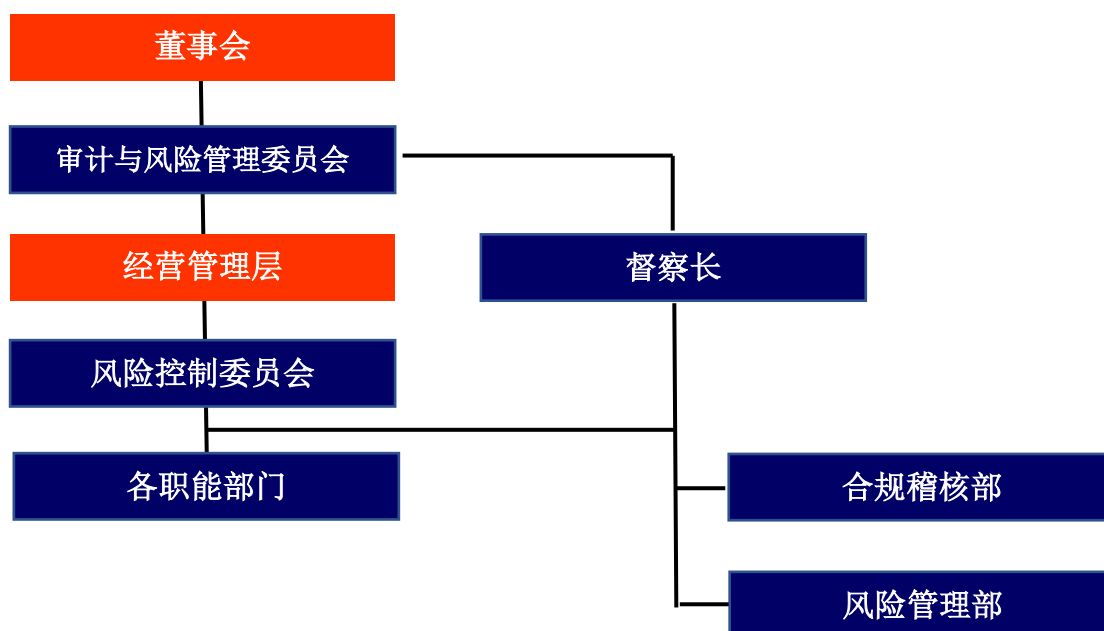 董事会
审计与风险管理委员会
经营管理层
督察长
风险控制委员会
各职能部门
合规稽核部
风险管理部